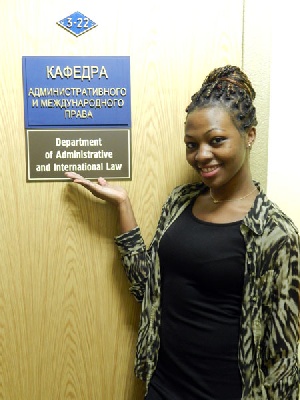 3-22
КАФЕДРА
АДМИНИСТРАТИВНОГО
И МЕЖДУНАРОДНОГО
ПРАВА
Department
of Administrative
and International Law